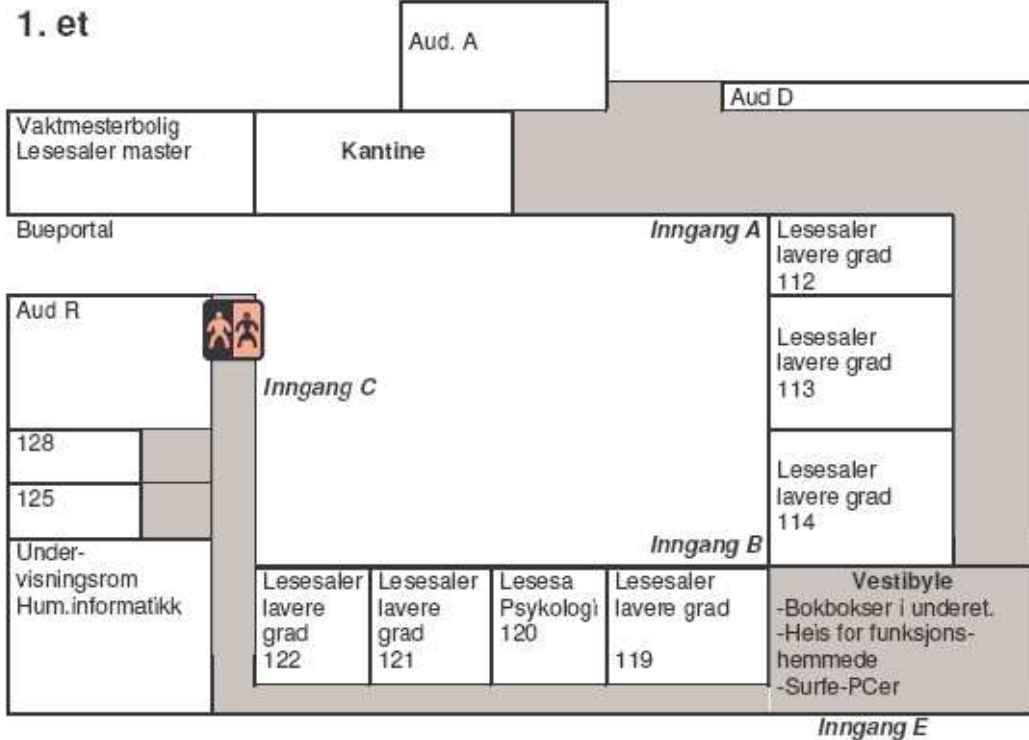 1. et
Aud. A
Aud D
Vaktmesterbolig
Lesesaler master
Kantine
Bueportal
Inngang A
Lesesaler
lavere grad
112
Aud R
Lesesaler
lavere grad
113
Inngang C
128
Lesesaler
lavere grad
114
125
Inngang B
Under-
visningsrom
Hum.informatikk
Lesesaler
lavere
grad
122
Lesesaler
lavere
grad
121
Lesesa
Psykologi
120
Lesesaler
lavere grad
119
Vestibyle
-Bokbokser i underet.
-Heis for funksjons-
hemmede
-Surfe-PCer
Inngang E